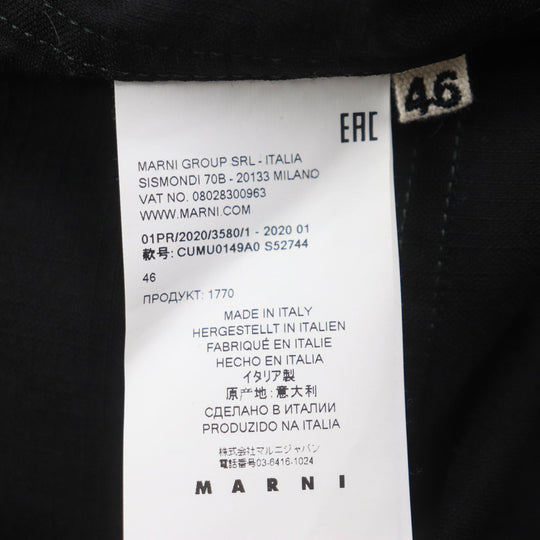 46
EAC
MARNI GROUP SRL - ITALIA
SISMONDI 70B - 20133 MILANO
VAT NO. 08028300963
WWW.MARNI.COM
01PR/2020/3580/1 - 2020 01
款号: CUMU0149A0 S52744
46
ПРОДУКТ: 1770
MADE IN ITALY
HERGESTELLT IN ITALIEN
FABRIQUÉ EN ITALIE
HECHO EN ITALIA
イタリア製
原产地: 意大利
СДЕЛАНО В ИТАЛИИ
PRODUZIDO NA ITALIA
株式会社マルニジャパン
電話番号03-6416-1024
MARNI